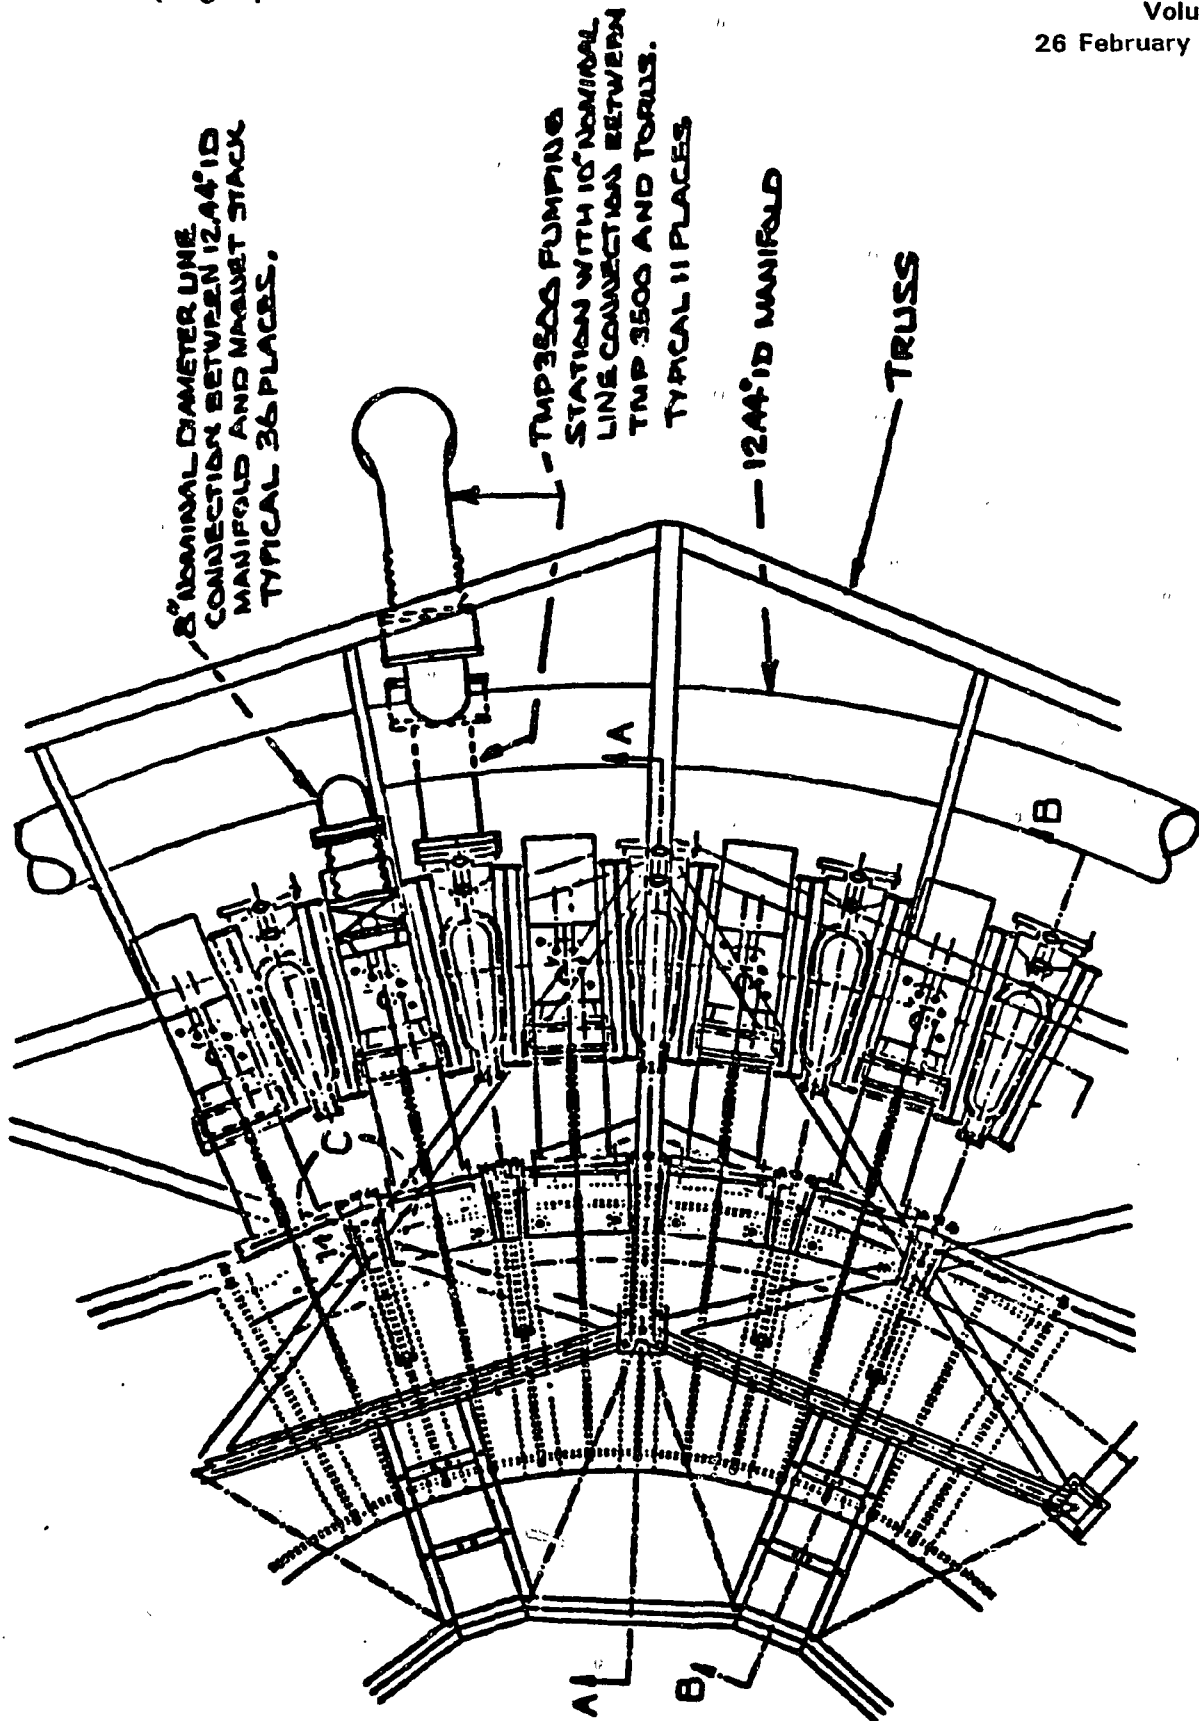 Volu
26 February
8" NOMINAL DIAMETER LINE
CONNECTION BETWEEN 12.44" ID
MANIFOLD AND MAGNET STACK
TYPICAL 36 PLACES.
TMP 3500 PUMPING
STATION WITH 10" NOMINAL
LINE CONNECTION BETWEEN
TMP 3500 AND TORUS.
TYPICAL 11 PLACES
12.44" ID MANIFOLD
TRUSS
A
B
C
A
B